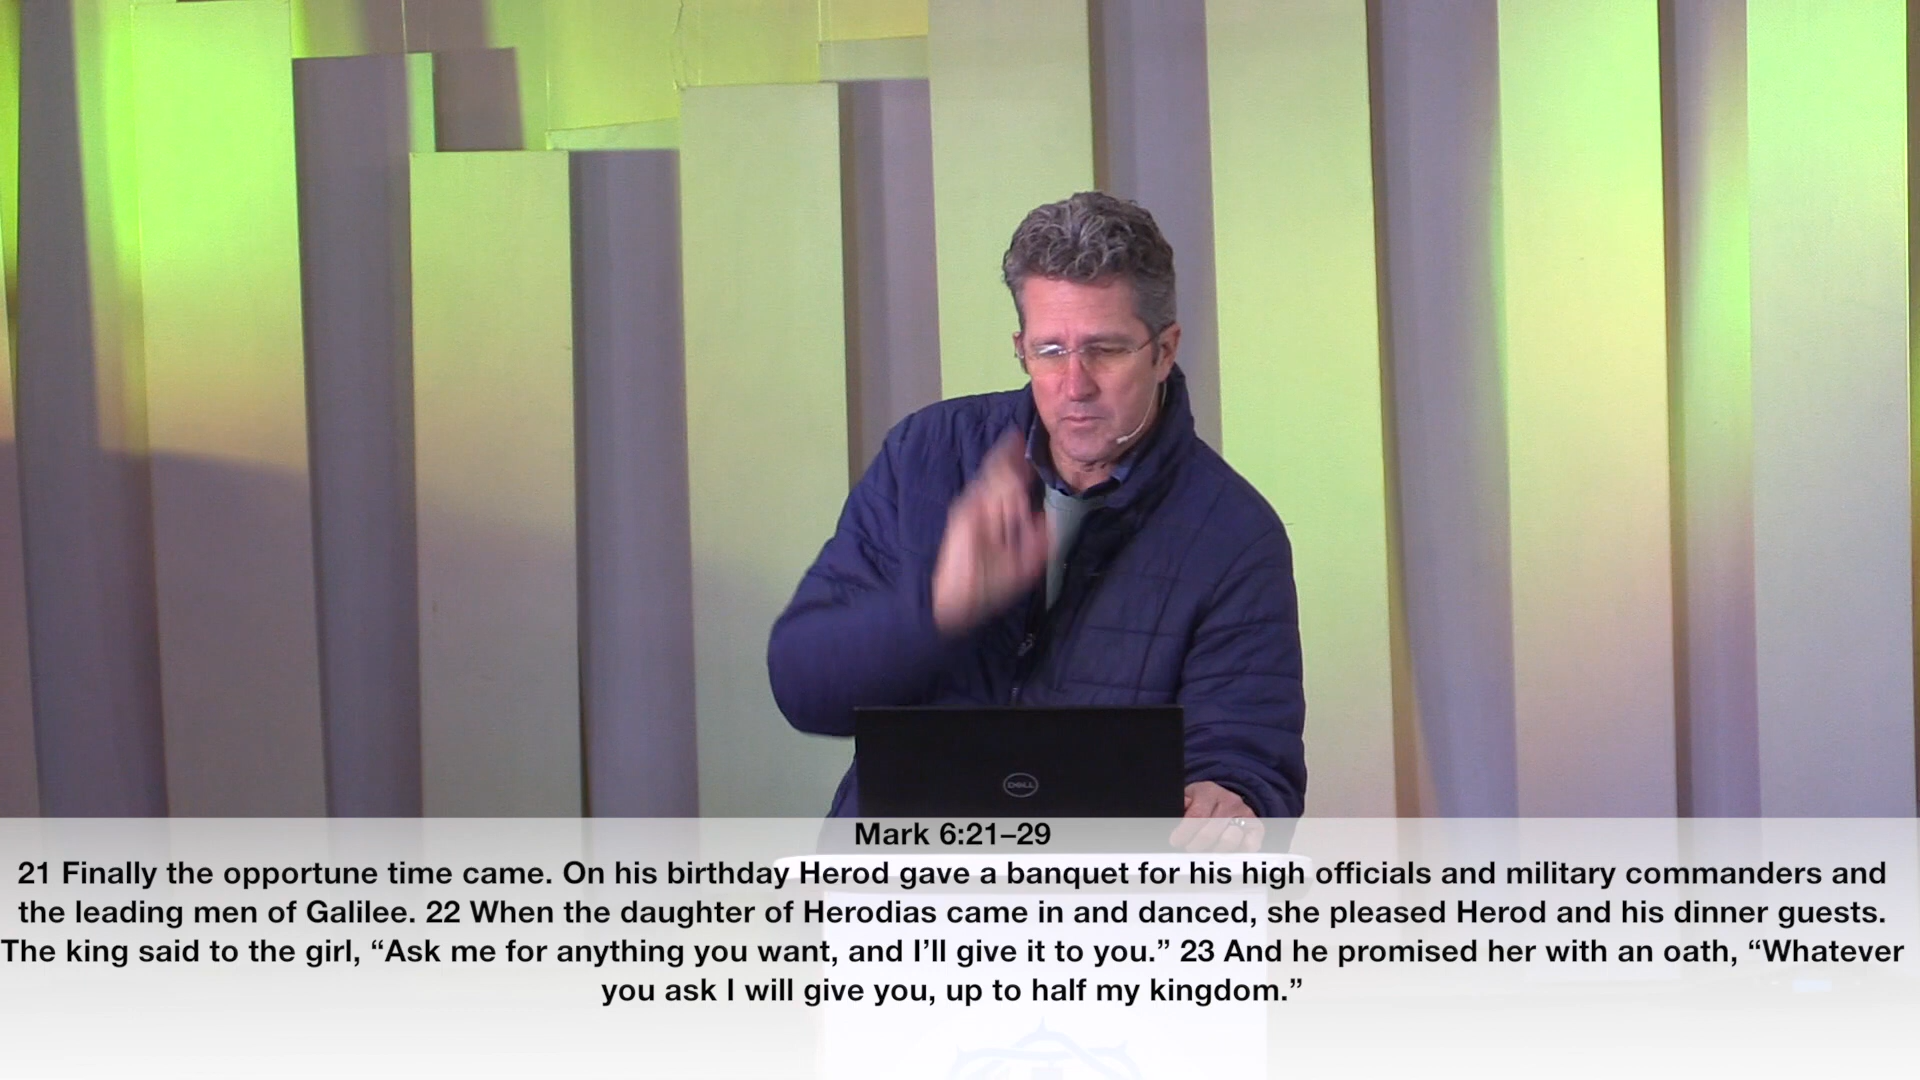 DELL
Mark 6:21–29
21 Finally the opportune time came. On his birthday Herod gave a banquet for his high officials and military commanders and
the leading men of Galilee. 22 When the daughter of Herodias came in and danced, she pleased Herod and his dinner guests.
The king said to the girl, “Ask me for anything you want, and I’ll give it to you.” 23 And he promised her with an oath, “Whatever
you ask I will give you, up to half my kingdom.”